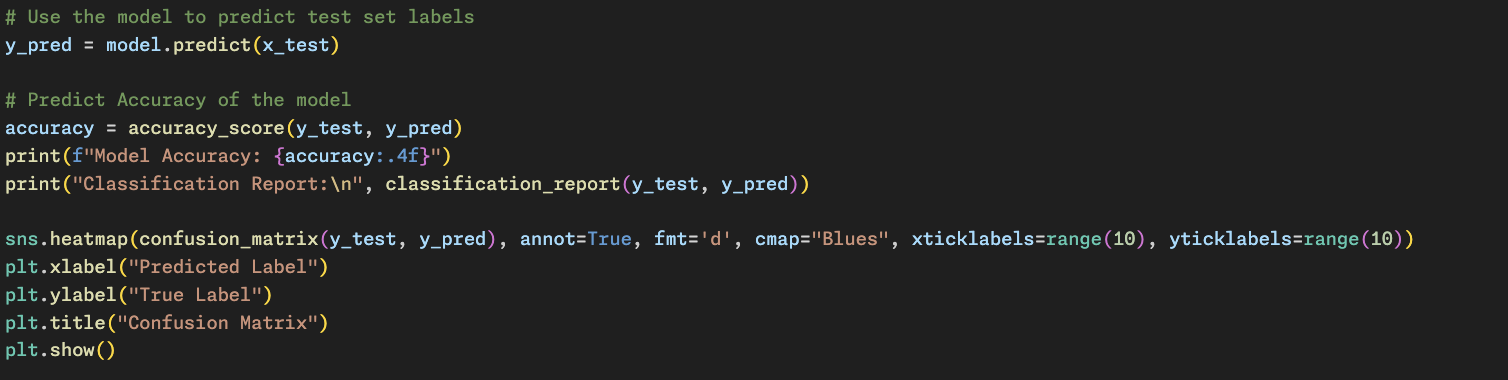 # Use the model to predict test set labels
y_pred = model.predict(x_test)
# Predict Accuracy of the model
accuracy = accuracy_score(y_test, y_pred)
print(f"Model Accuracy: {accuracy:.4f}")
print("Classification Report:\n", classification_report(y_test, y_pred))
sns.heatmap(confusion_matrix(y_test, y_pred), annot=True, fmt='d', cmap="Blues", xticklabels=range(10), yticklabels=range(10))
plt.xlabel("Predicted Label")
plt.ylabel("True Label")
plt.title("Confusion Matrix")
plt.show()